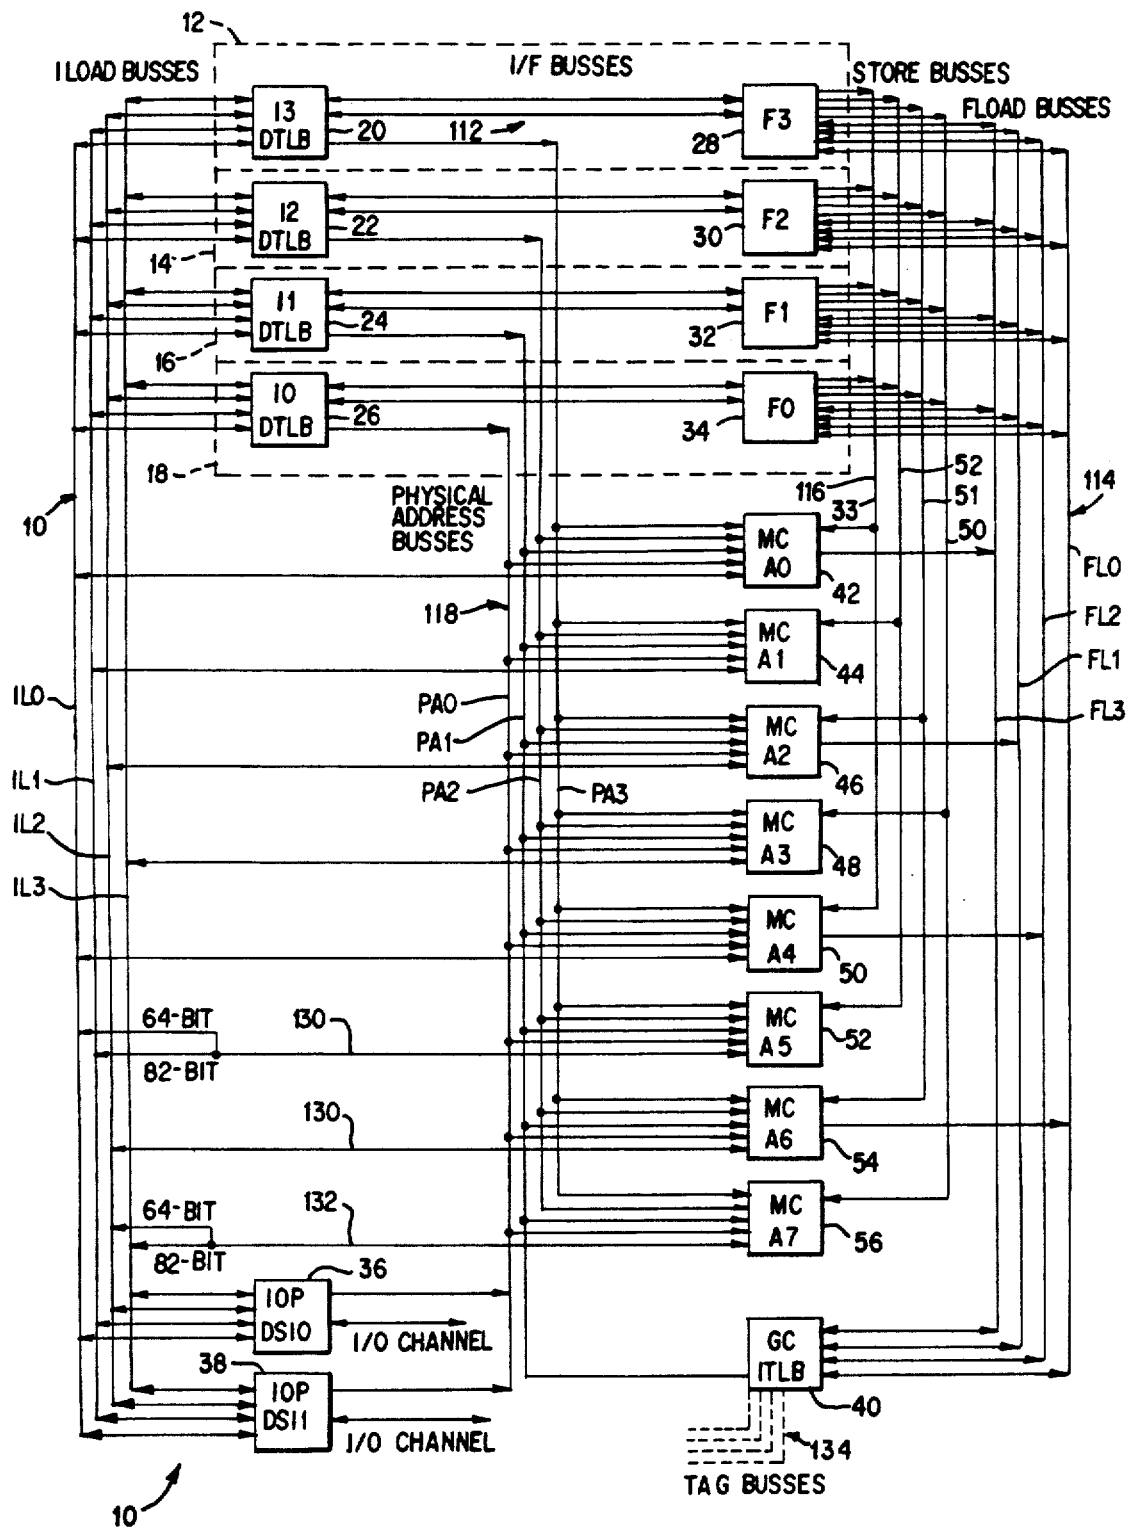 12
ILOAD BUSSES
I/F BUSSES
STORE BUSSES
FLOAD BUSSES
I3
DTLB
20
112
28
F3
I2
DTLB
22
14
30
F2
I1
DTLB
24
16
32
F1
I0
DTLB
26
18
34
F0
10
PHYSICAL
ADDRESS
BUSSES
116
33
52
51
50
114
MC
A0
42
FL0
118
MC
A1
44
FL2
FL1
IL0
PA0
PA1
MC
A2
46
FL3
IL1
PA2
PA3
IL2
MC
A3
48
IL3
MC
A4
50
64-BIT
82-BIT
130
MC
A5
52
130
MC
A6
54
64-BIT
82-BIT
132
MC
A7
56
36
IOP
DSI0
I/O CHANNEL
38
IOP
DSI1
I/O CHANNEL
GC
ITLB
40
134
TAG BUSSES
10